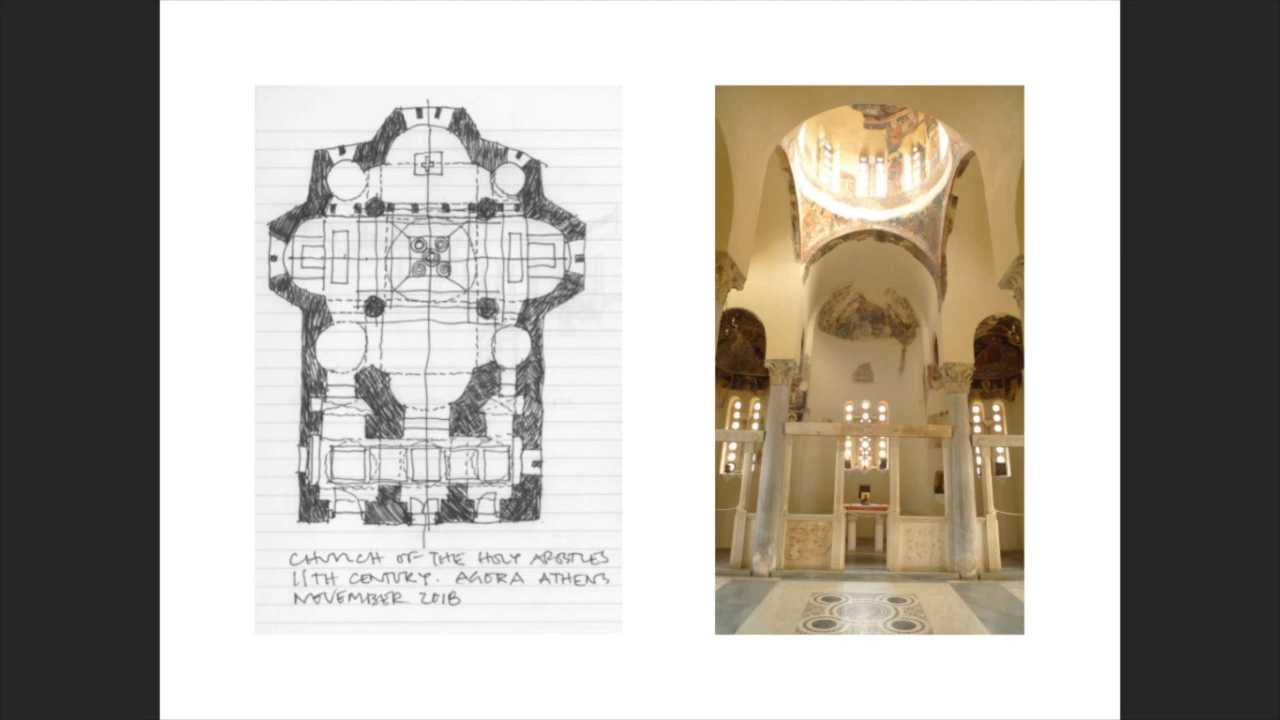 CHURCH OF THE HOLY APOSTLES
11TH CENTURY. AGORA ATHENS
NOVEMBER 2018